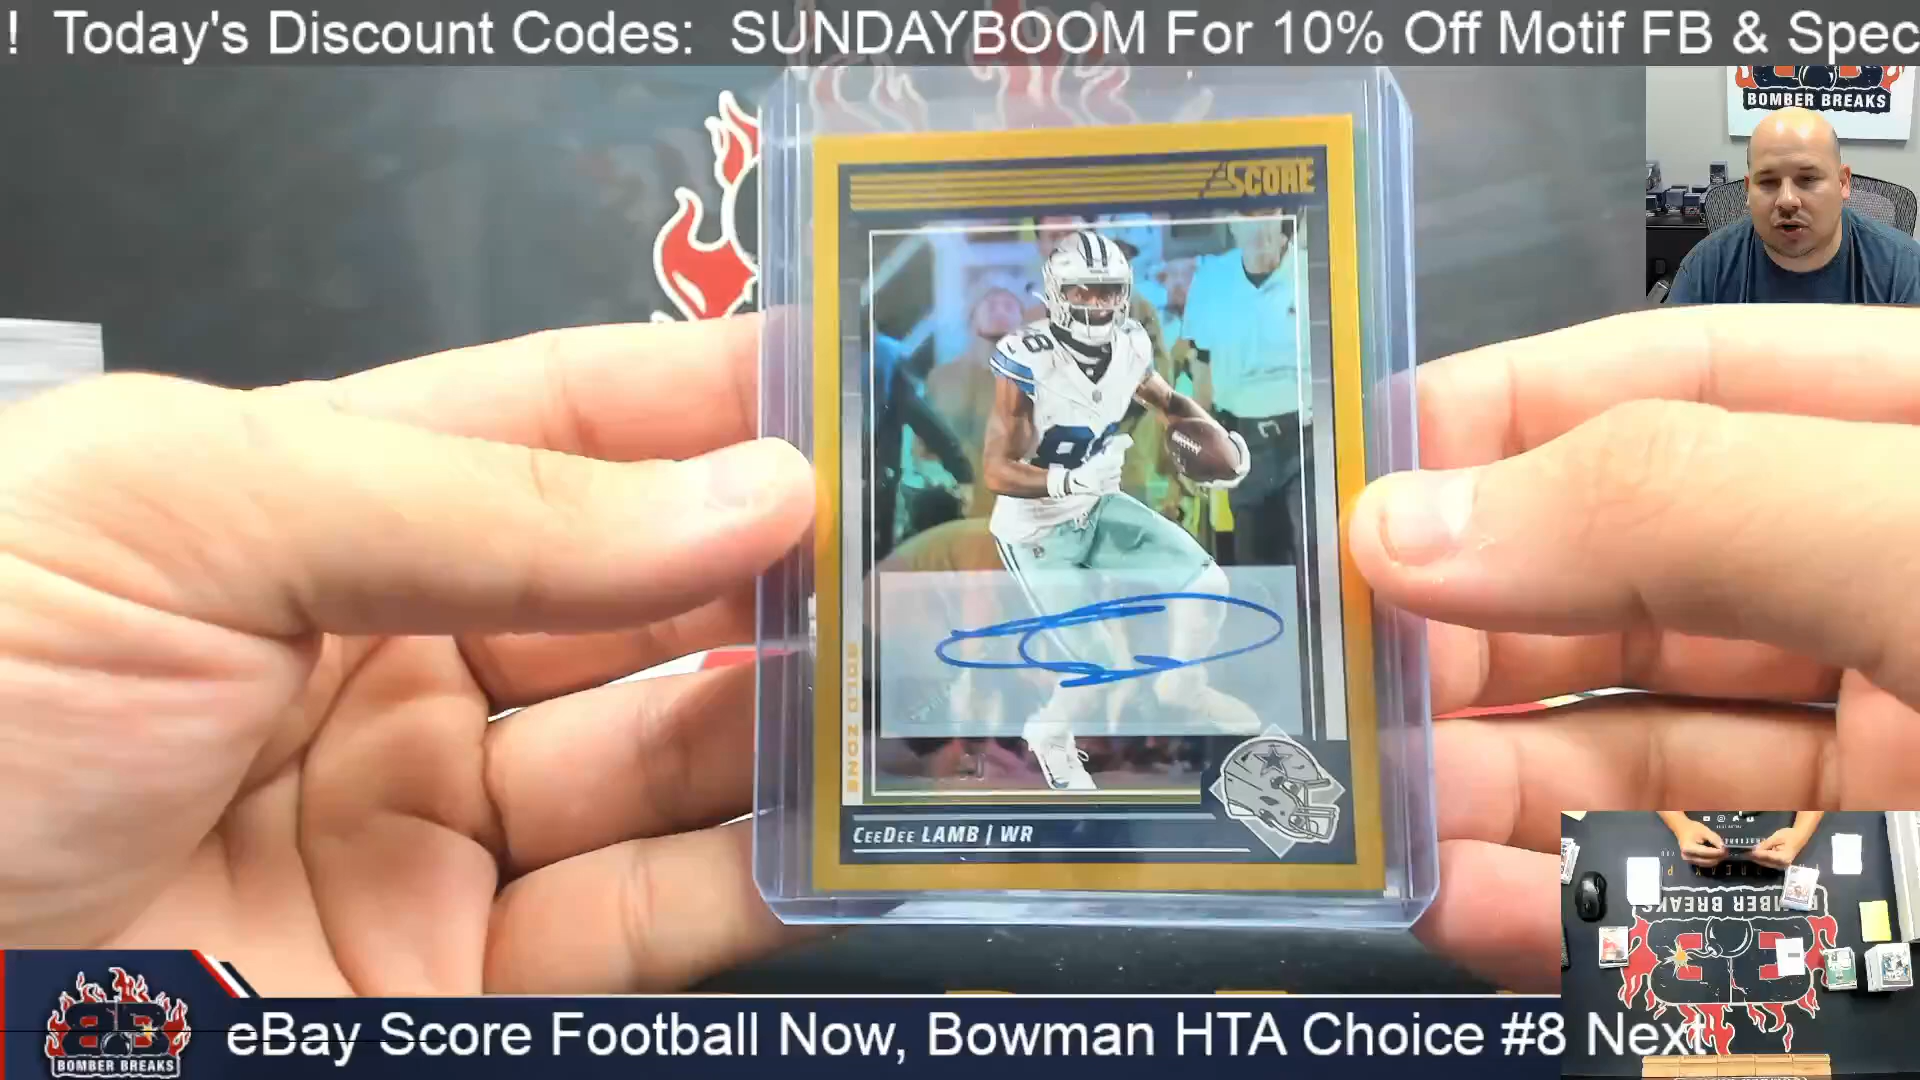 ! Today's Discount Codes: SUNDAYBOOM For 10% Off Motif FB & Spec
BOMBER BREAKS
SCORE
88
GOLD ZONE
CeeDee LAMB | WR
BOMBER BREAKS
BOMBER BREAKS
eBay Score Football Now, Bowman HTA Choice #8 Next